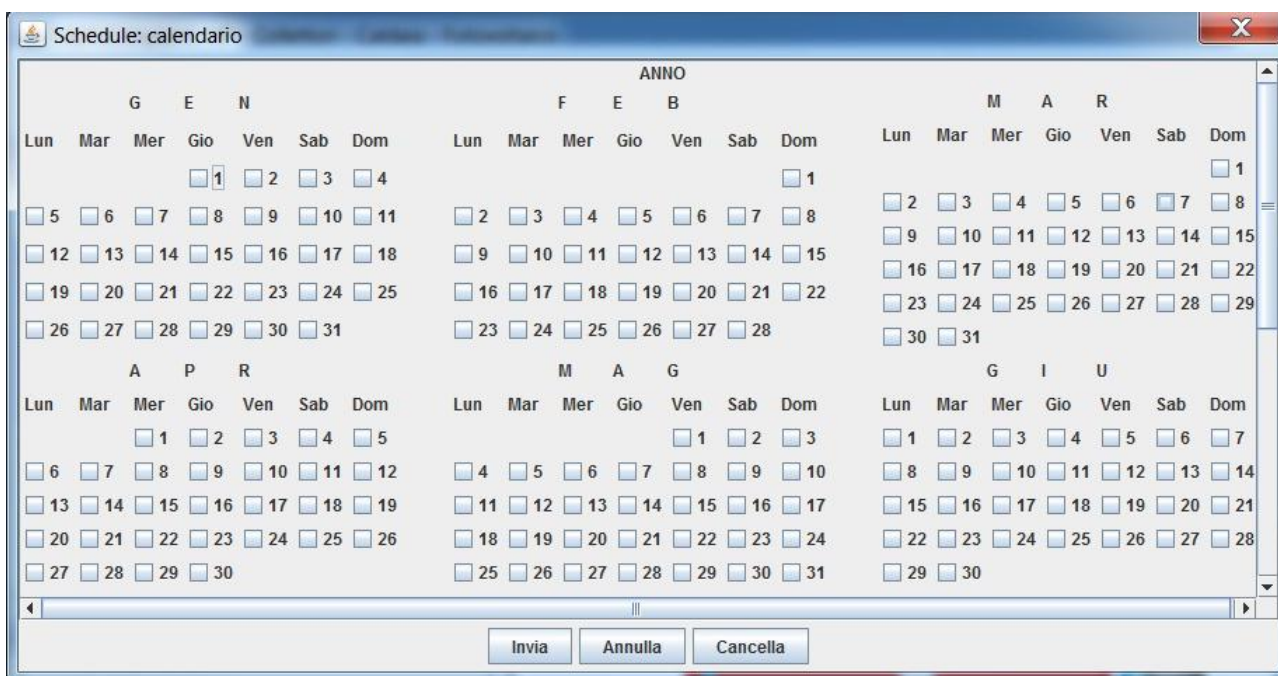 Schedule: calendario
ANNO
G E N
Lun Mar Mer Gio Ven Sab Dom
1 2 3 4
5 6 7 8 9 10 11
12 13 14 15 16 17 18
19 20 21 22 23 24 25
26 27 28 29 30 31
F E B
Lun Mar Mer Gio Ven Sab Dom
1
2 3 4 5 6 7 8
9 10 11 12 13 14 15
16 17 18 19 20 21 22
23 24 25 26 27 28
M A R
Lun Mar Mer Gio Ven Sab Dom
1
2 3 4 5 6 7 8
9 10 11 12 13 14 15
16 17 18 19 20 21 22
23 24 25 26 27 28 29
30 31
A P R
Lun Mar Mer Gio Ven Sab Dom
1 2 3 4 5
6 7 8 9 10 11 12
13 14 15 16 17 18 19
20 21 22 23 24 25 26
27 28 29 30
M A G
Lun Mar Mer Gio Ven Sab Dom
1 2 3
4 5 6 7 8 9 10
11 12 13 14 15 16 17
18 19 20 21 22 23 24
25 26 27 28 29 30 31
G I U
Lun Mar Mer Gio Ven Sab Dom
1 2 3 4 5 6 7
8 9 10 11 12 13 14
15 16 17 18 19 20 21
22 23 24 25 26 27 28
29 30
Invia Annulla Cancella